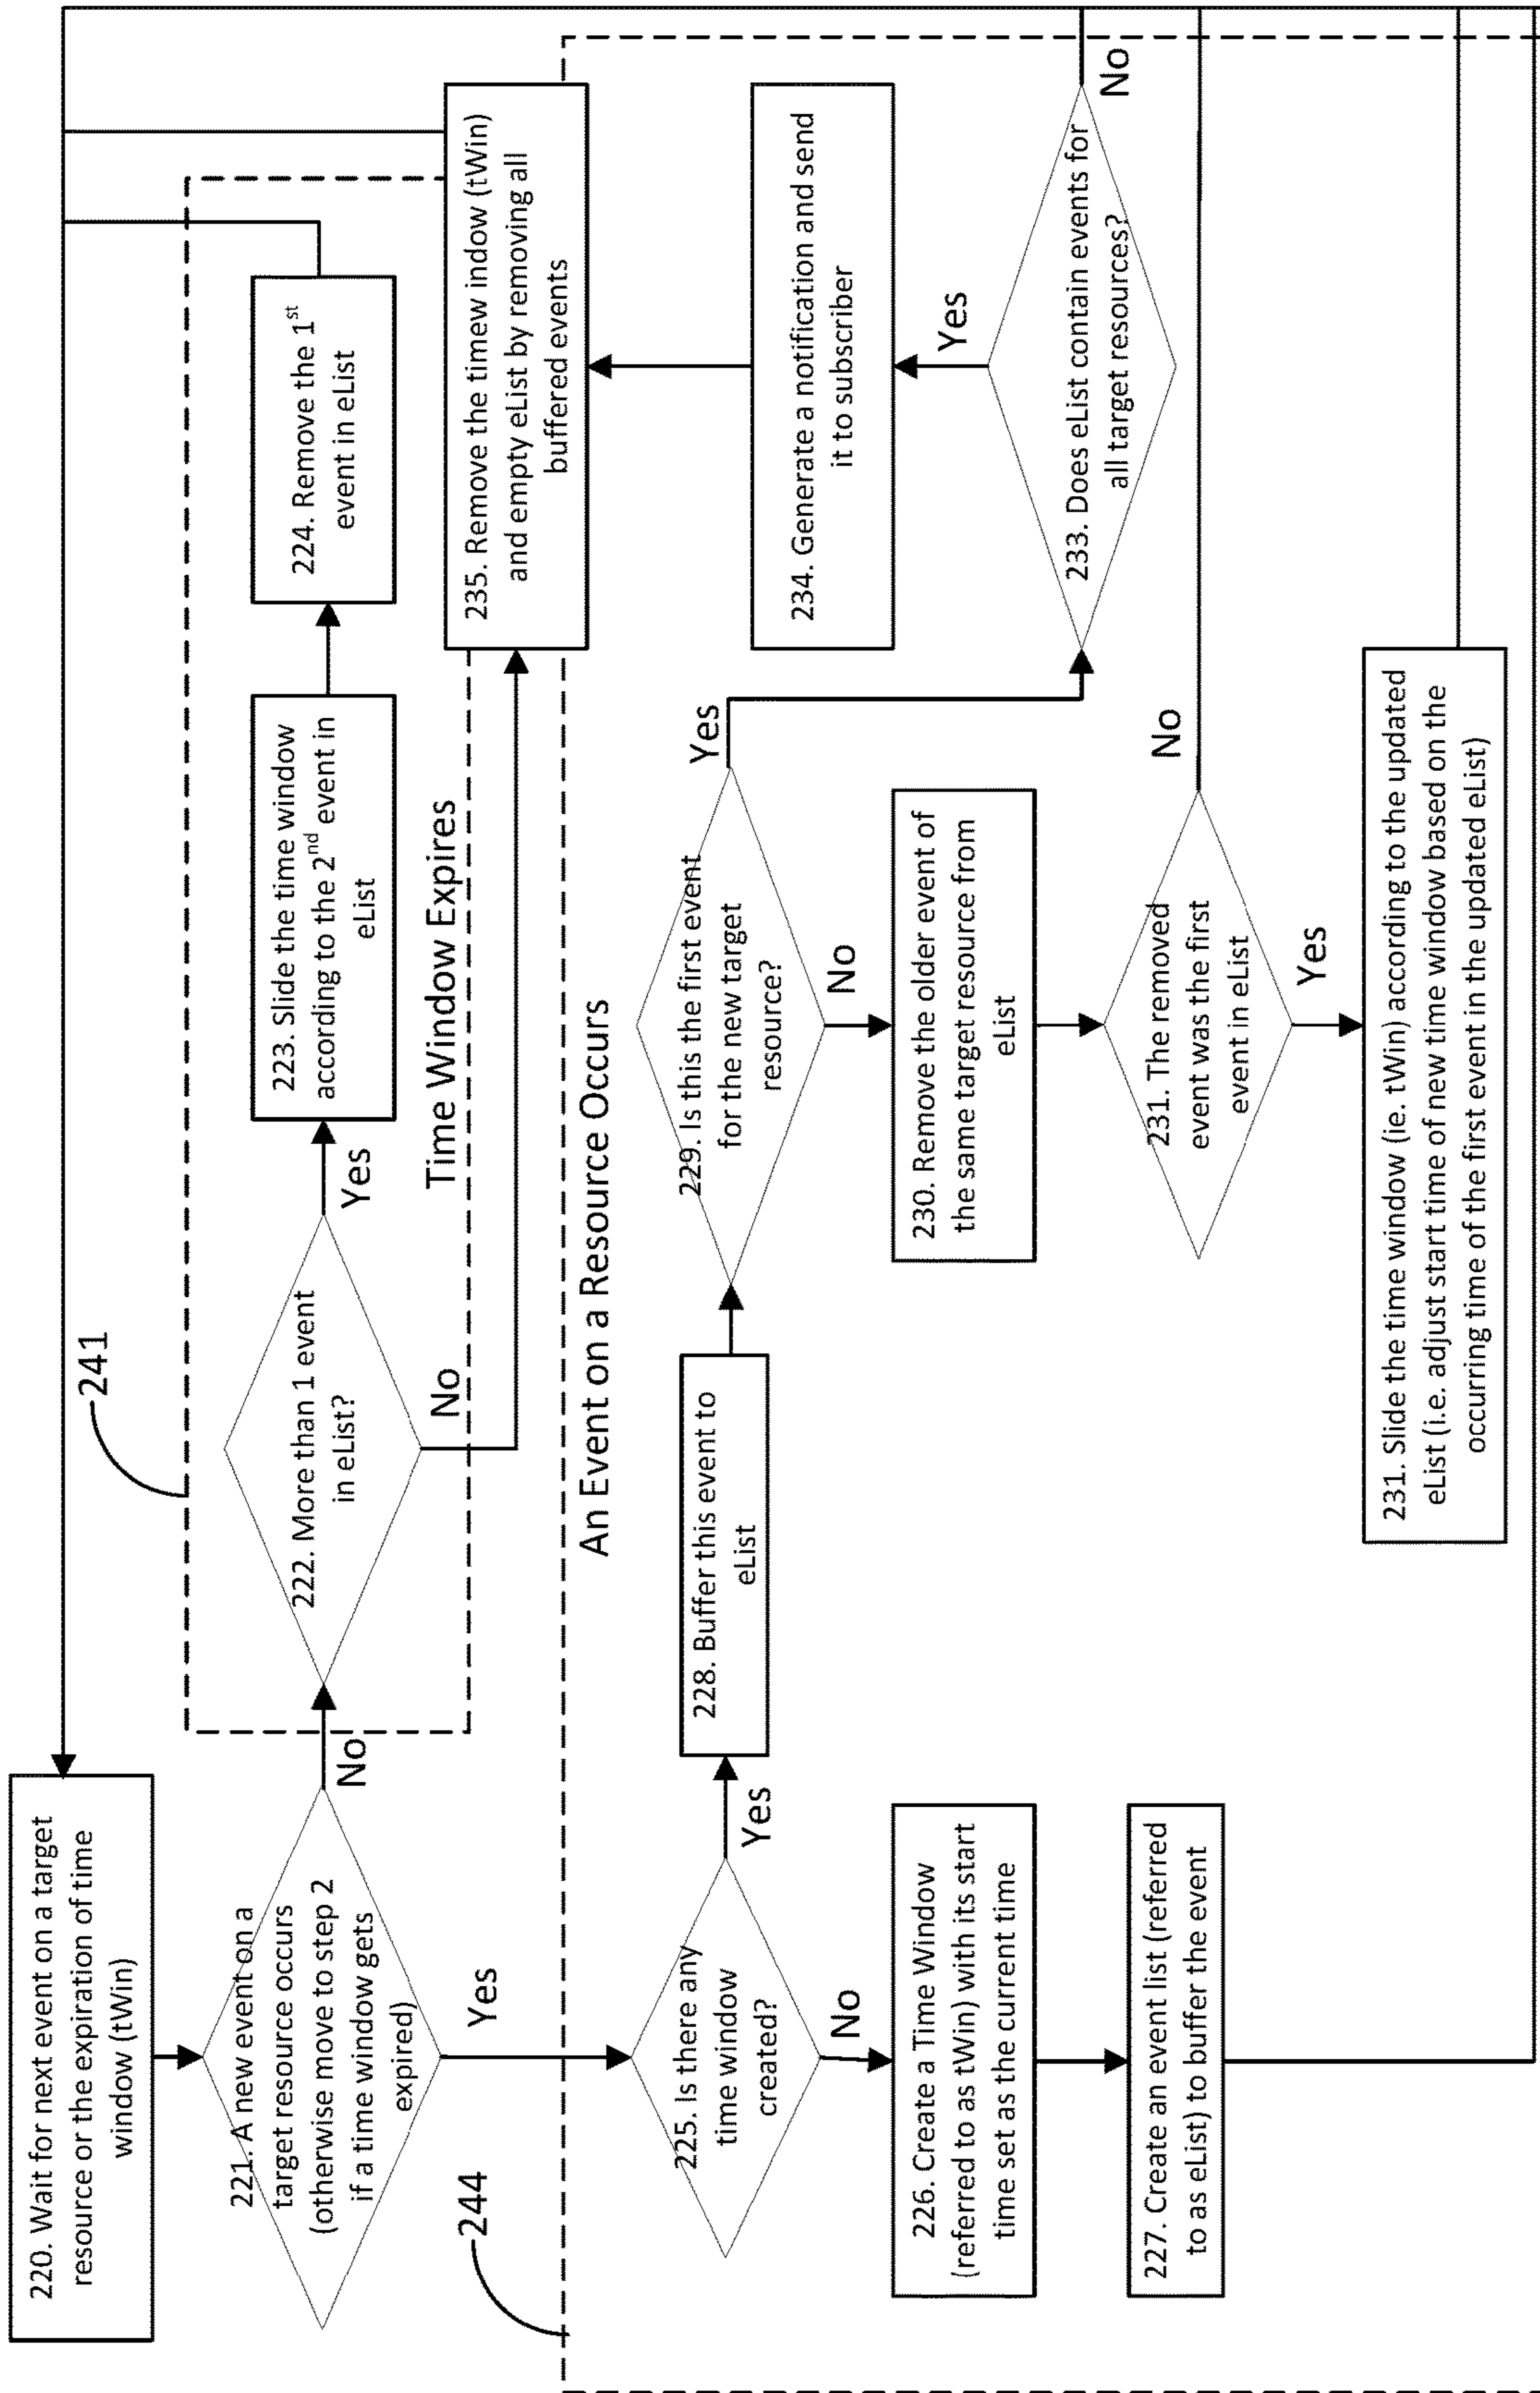 220. Wait for next event on a target
resource or the expiration of time
window (tWin)
221. A new event on a
target resource occurs
(otherwise move to step 2
if a time window gets
expired)
No
Yes
241
222. More than 1 event
in eList?
Yes
No
223. Slide the time window
according to the 2nd event in
eList
224. Remove the 1st
event in eList
Time Window Expires
235. Remove the timew indow (tWin)
and empty eList by removing all
buffered events
244
An Event on a Resource Occurs
225. Is there any
time window
created?
Yes
No
226. Create a Time Window
(referred to as tWin) with its start
time set as the current time
227. Create an event list (referred
to as eList) to buffer the event
228. Buffer this event to
eList
229. Is this the first event
for the new target
resource?
Yes
No
230. Remove the older event of
the same target resource from
eList
231. The removed
event was the first
event in eList
No
Yes
231. Slide the time window (ie. tWin) according to the updated
eList (i.e. adjust start time of new time window based on the
occurring time of the first event in the updated eList)
233. Does eList contain events for
all target resources?
Yes
No
234. Generate a notification and send
it to subscriber